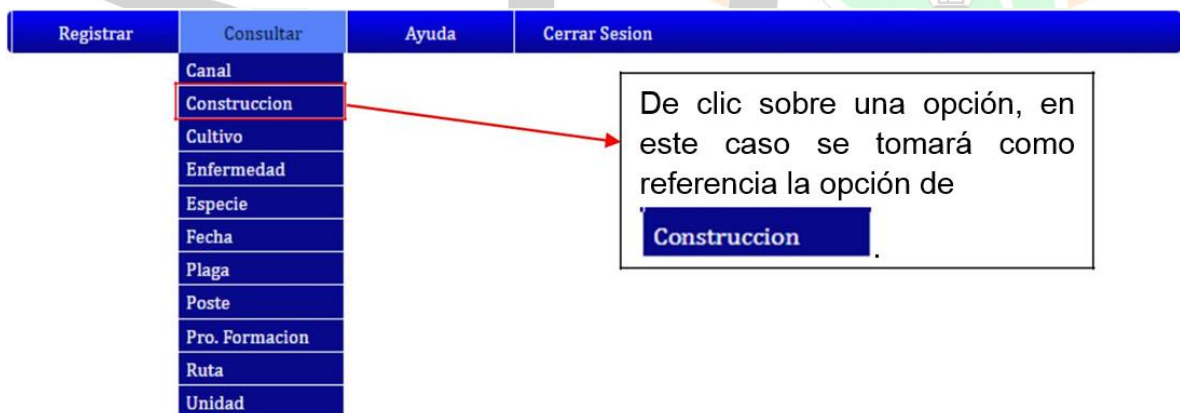 Registrar Consultar Ayuda Cerrar Sesion
Canal
Construccion
Cultivo
Enfermedad
Especie
Fecha
Plaga
Poste
Pro. Formacion
Ruta
Unidad
De clic sobre una opción, en
este caso se tomará como
referencia la opción de
Construccion .